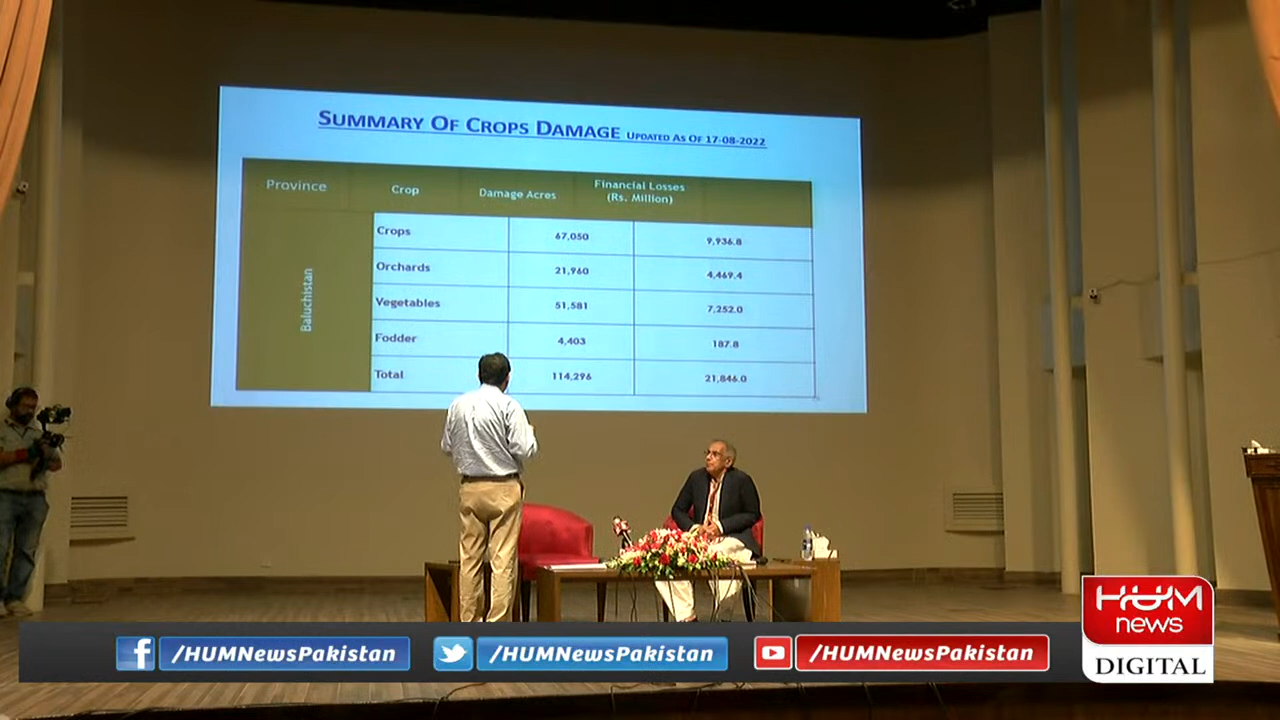 SUMMARY OF CROPS DAMAGE UPDATED AS OF 17-08-2022
Province Crop Damage Acres Financial Losses (Rs. Million)
Baluchistan
Crops 67,050 9,936.8
Orchards 21,960 4,469.4
Vegetables 51,581 7,252.0
Fodder 4,403 187.8
Total 114,296 21,846.0
f /HUMNewsPakistan /HUMNewsPakistan /HUMNewsPakistan
HUM
news
DIGITAL